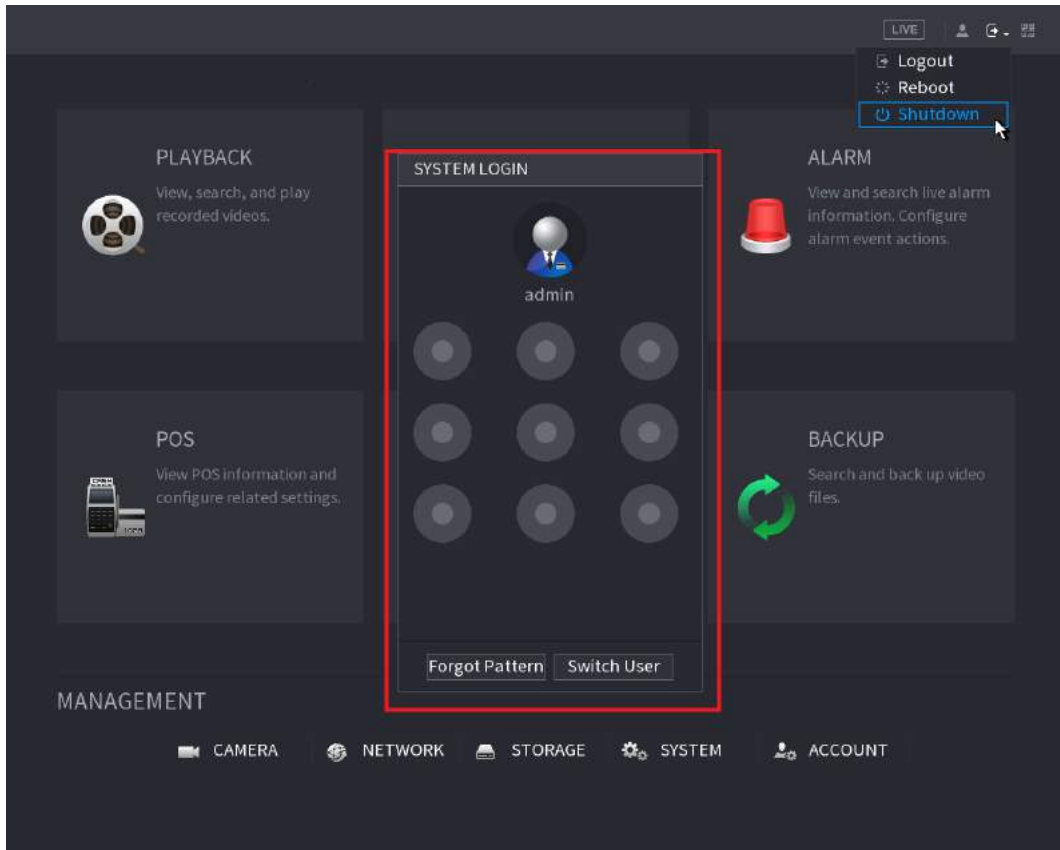 LIVE
Logout
Reboot
Shutdown
PLAYBACK
View, search, and play
recorded videos.
SYSTEM LOGIN
admin
Forgot Pattern
Switch User
ALARM
View and search live alarm
information. Configure
alarm event actions.
POS
View POS information and
configure related settings.
BACKUP
Search and back up video
files.
MANAGEMENT
CAMERA
NETWORK
STORAGE
SYSTEM
ACCOUNT